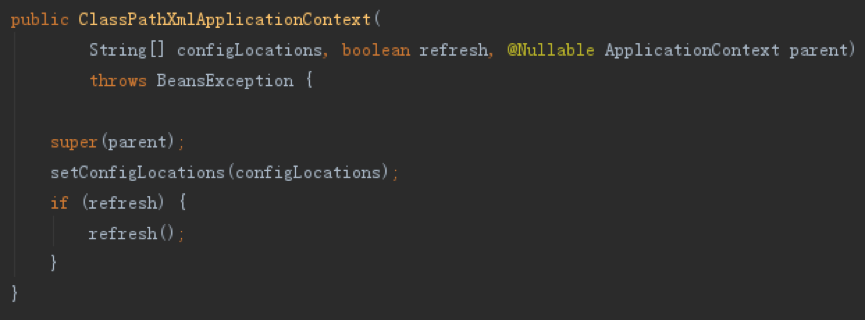 public ClassPathXmlApplicationContext(
        String[] configLocations, boolean refresh, @Nullable ApplicationContext parent)
        throws BeansException {
    super(parent);
    setConfigLocations(configLocations);
    if (refresh) {
        refresh();
    }
}